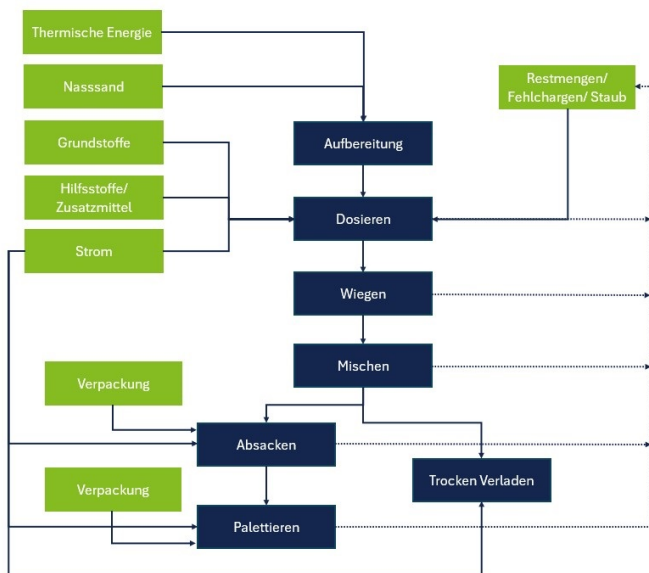 Thermische Energie
Nasssand
Restmengen/
Fehlchargen/ Staub
Aufbereitung
Grundstoffe
Hilfsstoffe/
Zusatzmittel
Dosieren
Strom
Wiegen
Mischen
Verpackung
Absacken
Trocken Verladen
Verpackung
Palettieren